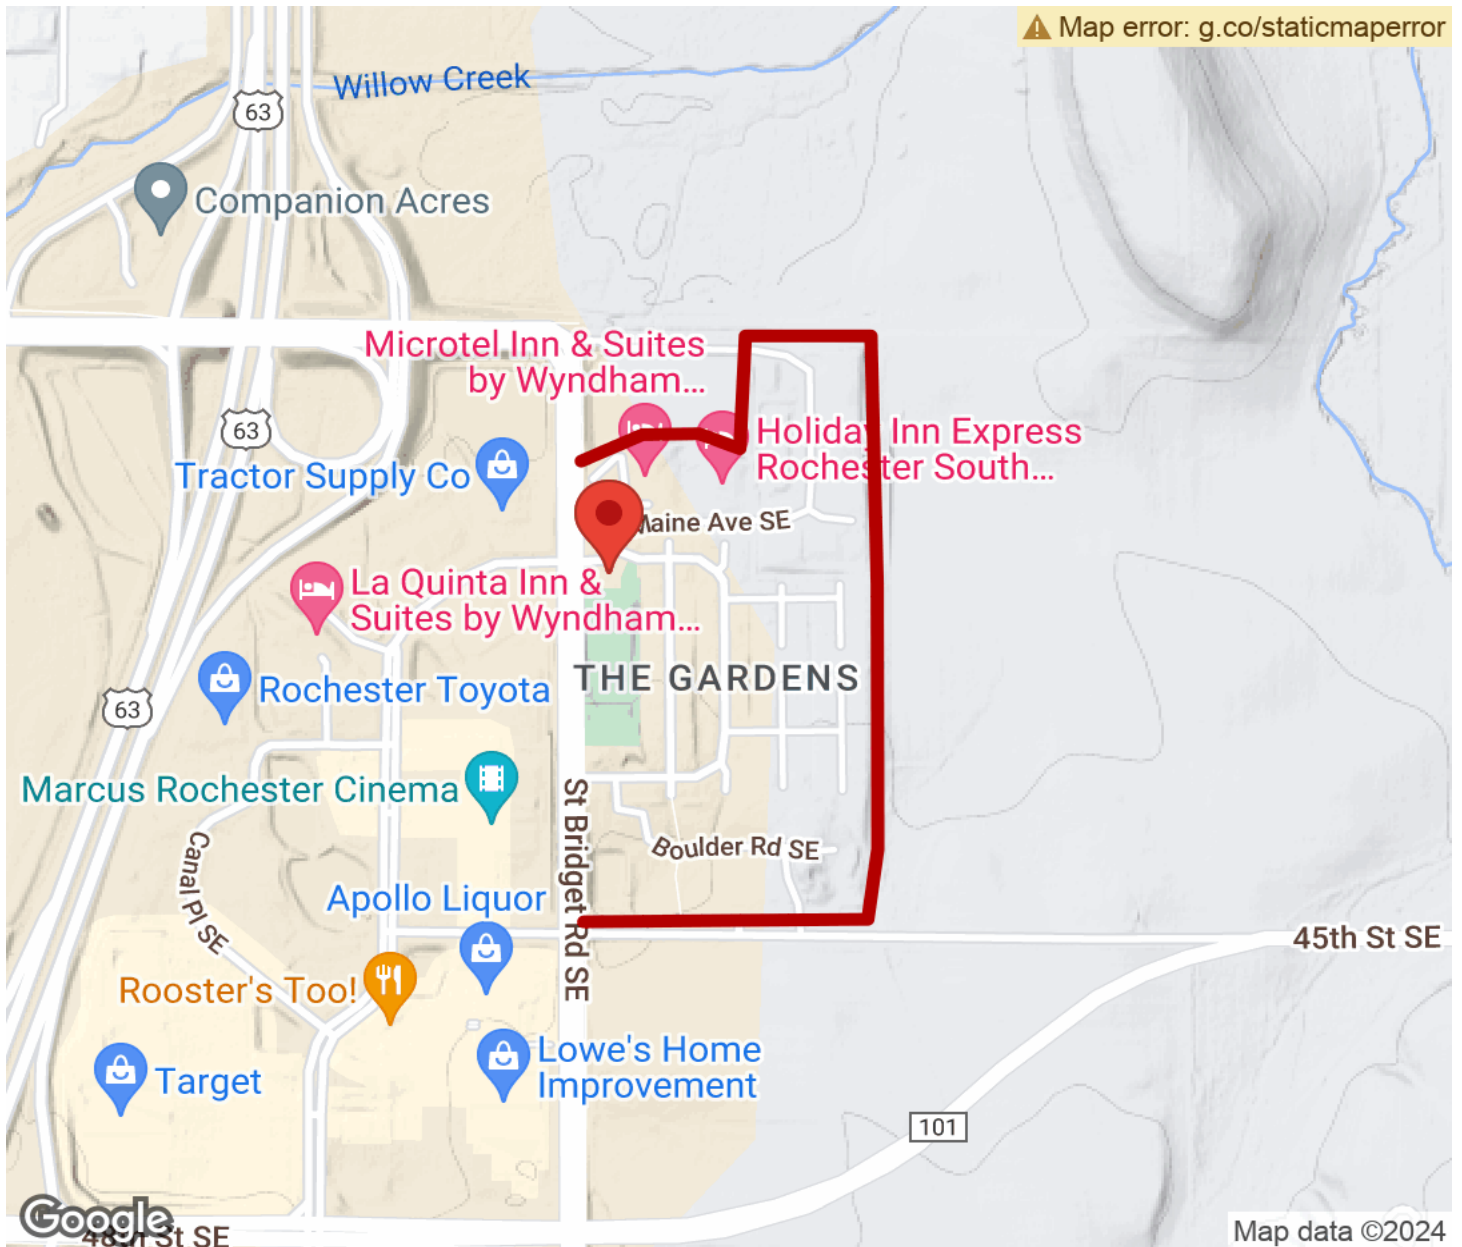 Map error: g.co/staticmaperror
Willow Creek
63
Companion Acres
Microtel Inn & Suites
by Wyndham...
63
Holiday Inn Express
Rochester South...
Tractor Supply Co
Maine Ave SE
La Quinta Inn &
Suites by Wyndham...
THE GARDENS
Rochester Toyota
63
Marcus Rochester Cinema
St Bridget Rd SE
Canal Pl SE
Boulder Rd SE
Apollo Liquor
45th St SE
Rooster's Too!
Lowe's Home
Improvement
Target
101
Google
48th St SE
Map data ©2024